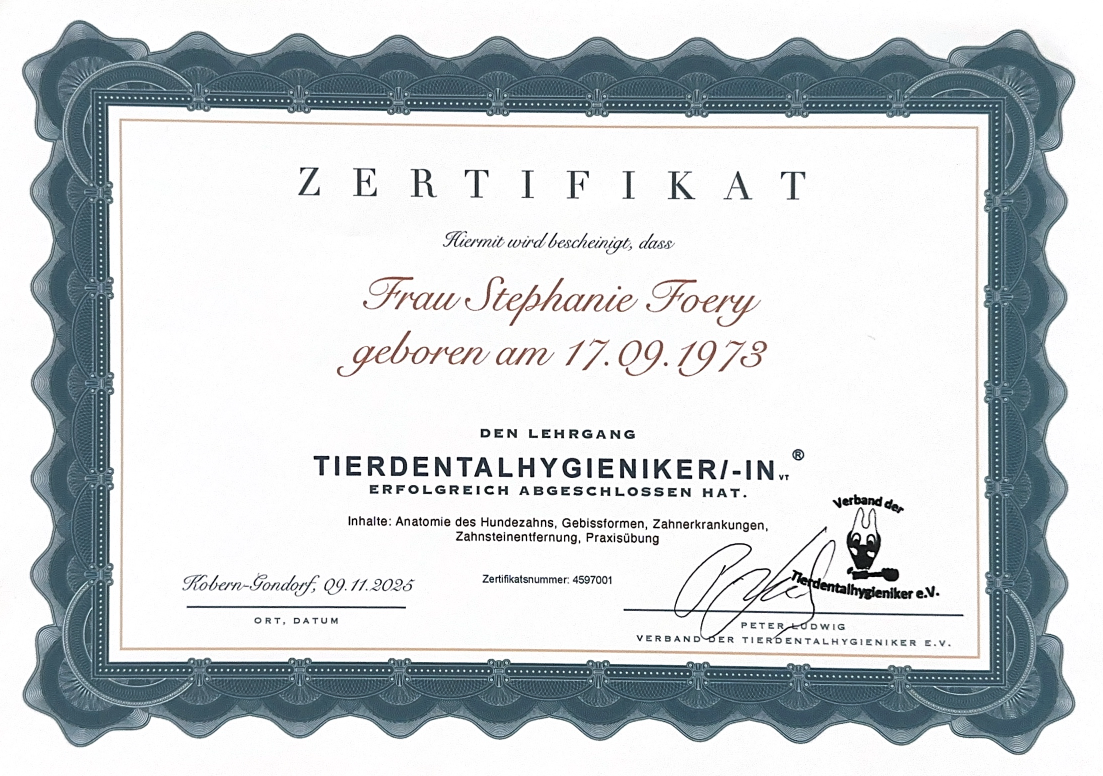 ZERTIFIKAT
Hiermit wird bescheinigt, dass
Frau Stephanie Foery
geboren am 17.09.1973
DEN LEHRGANG
TIERDENTALHYGIENIKER/-IN VT ®
ERFOLGREICH ABGESCHLOSSEN HAT.
Inhalte: Anatomie des Hundezahns, Gebissformen, Zahnerkrankungen,
Zahnsteinentfernung, Praxisübung
Verband der
Tierdentalhygieniker e.V.
Kobern-Gondorf, 09.11.2025
Zertifikatsnummer: 4597001
ORT, DATUM
PETER LUDWIG
VERBAND DER TIERDENTALHYGIENIKER E.V.